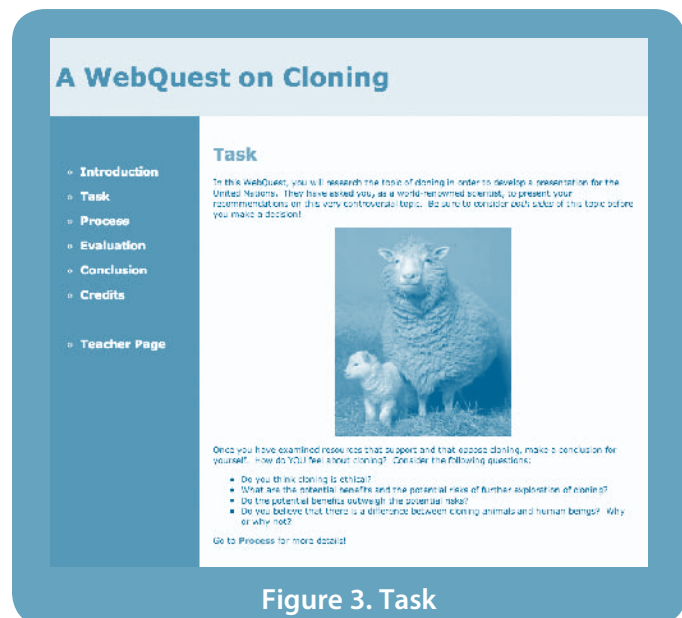 A WebQuest on Cloning
Introduction
Task
Process
Evaluation
Conclusion
Credits
Teacher Page
Task
In this WebQuest, you will research the topic of cloning in order to develop a presentation for the
United Nations. They have asked you, as a world-renowned scientist, to present your
recommendations on this very controversial topic. Be sure to consider both sides of this topic before
you make a decision!
Once you have examined resources that support and that oppose cloning, make a conclusion for
yourself. How do YOU feel about cloning? Consider the following questions:
Do you think cloning is ethical?
What are the potential benefits and the potential risks of further exploration of cloning?
Do the potential benefits outweigh the potential risks?
Do you believe that there is a difference between cloning animals and human beings? Why
or why not?
Go to Process for more details!
Figure 3. Task